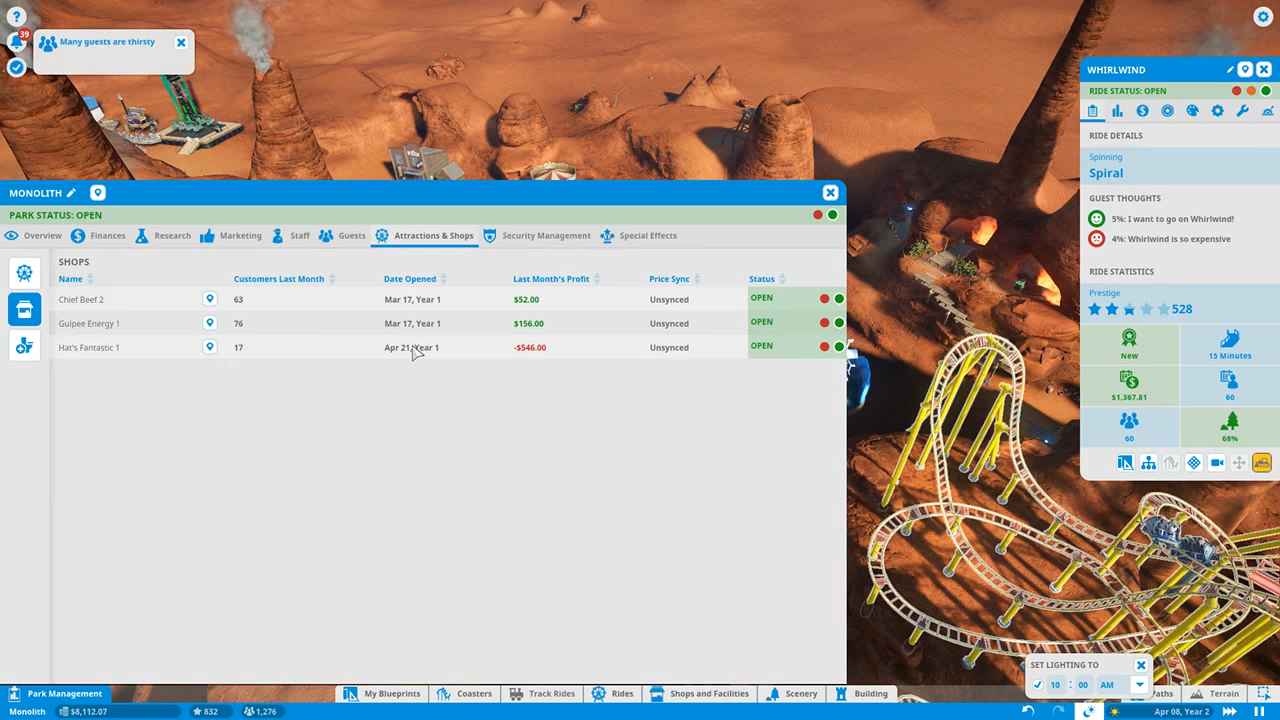 39
Many guests are thirsty
WHIRLWIND
RIDE STATUS: OPEN
RIDE DETAILS
Spinning
Spiral
GUEST THOUGHTS
5%: I want to go on Whirlwind!
4%: Whirlwind is so expensive
RIDE STATISTICS
Prestige
528
New
15 Minutes
$1,367.81
60
60
68%
MONOLITH
PARK STATUS: OPEN
Overview Finances Research Marketing Staff Guests Attractions & Shops Security Management Special Effects
SHOPS
Name Customers Last Month Date Opened Last Month's Profit Price Sync Status
Chief Beef 2 63 Mar 17, Year 1 $52.00 Unsynced OPEN
Gulpee Energy 1 76 Mar 17, Year 1 $156.00 Unsynced OPEN
Hat's Fantastic 1 17 Apr 21, Year 1 -$546.00 Unsynced OPEN
SET LIGHTING TO
10 : 00 AM
Park Management My Blueprints Coasters Track Rides Rides Shops and Facilities Scenery Building Paths Terrain
Monolith $8,112.07 832 1,276 Apr 08, Year 2